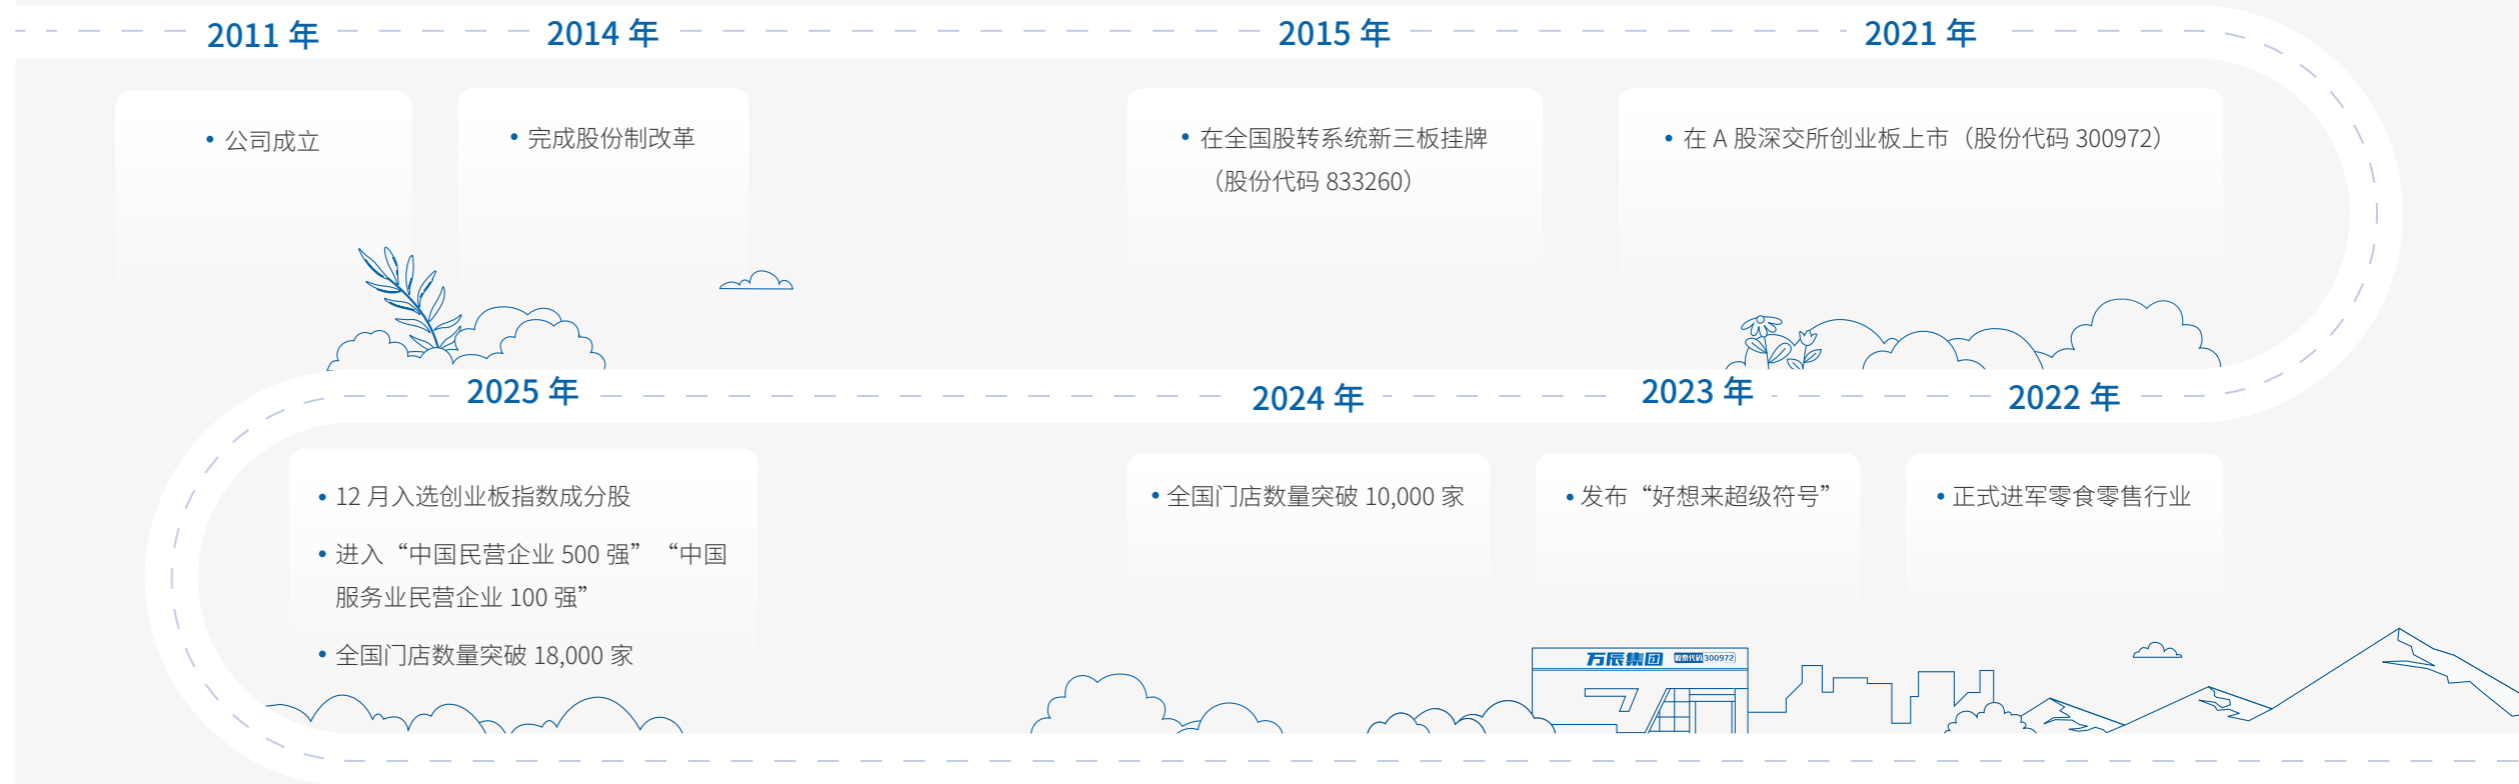 2011 年
2014 年
2015 年
2021 年
• 公司成立
• 完成股份制改革
• 在全国股转系统新三板挂牌
（股份代码 833260）
• 在 A 股深交所创业板上市（股份代码 300972）
2025 年
2024 年
2023 年
2022 年
• 12 月入选创业板指数成分股
• 进入“中国民营企业 500 强” “中国
服务业民营企业 100 强”
• 全国门店数量突破 18,000 家
• 全国门店数量突破 10,000 家
• 发布“好想来超级符号”
• 正式进军零食零售行业
万辰集团 股票代码 300972